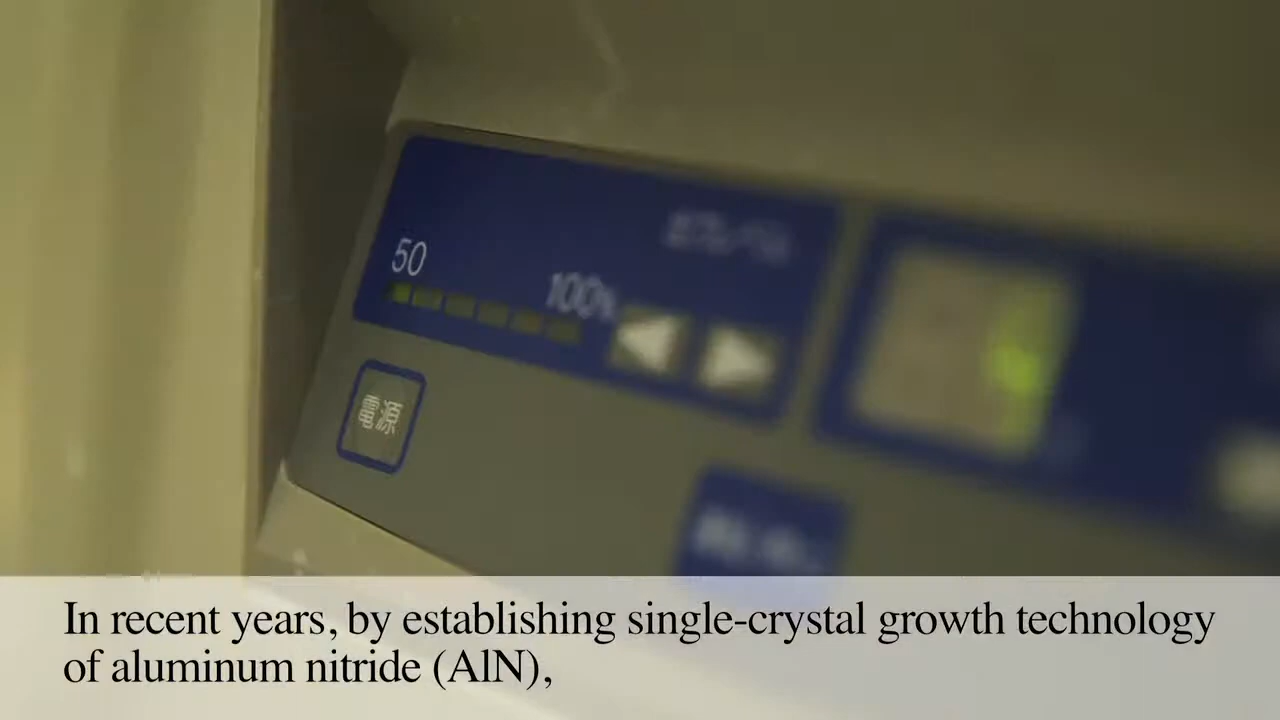 50
100%
電源
In recent years, by establishing single-crystal growth technology
of aluminum nitride (AlN),